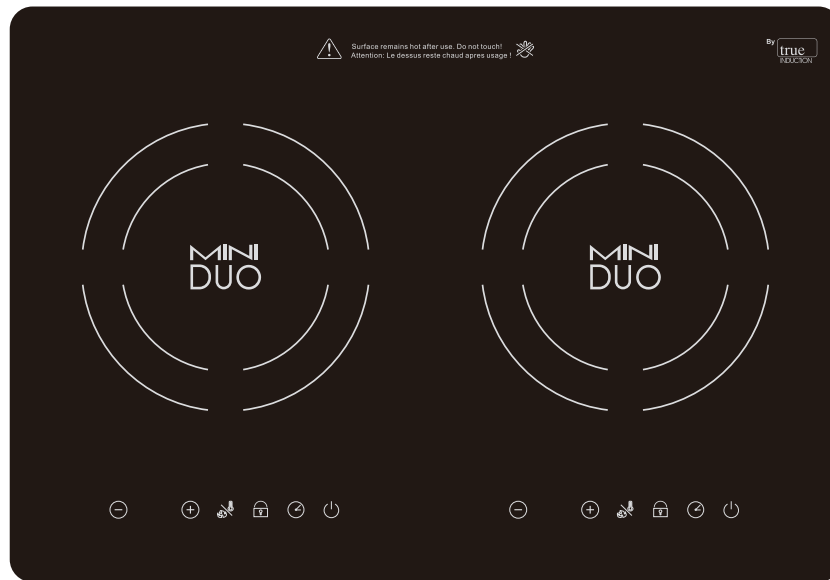 Surface remains hot after use. Do not touch!
Attention: Le dessus reste chaud apres usage !
By
true
INDUCTION
MINI
DUO
MINI
DUO